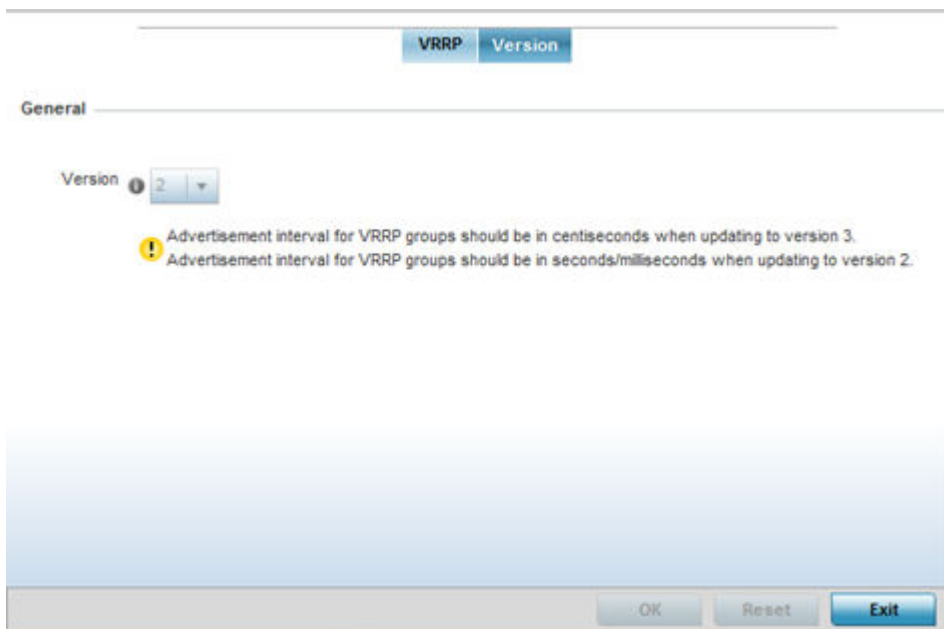 VRRP Version
General
Version 2
Advertisement interval for VRRP groups should be in centiseconds when updating to version 3.
Advertisement interval for VRRP groups should be in seconds/milliseconds when updating to version 2.
OK Reset Exit